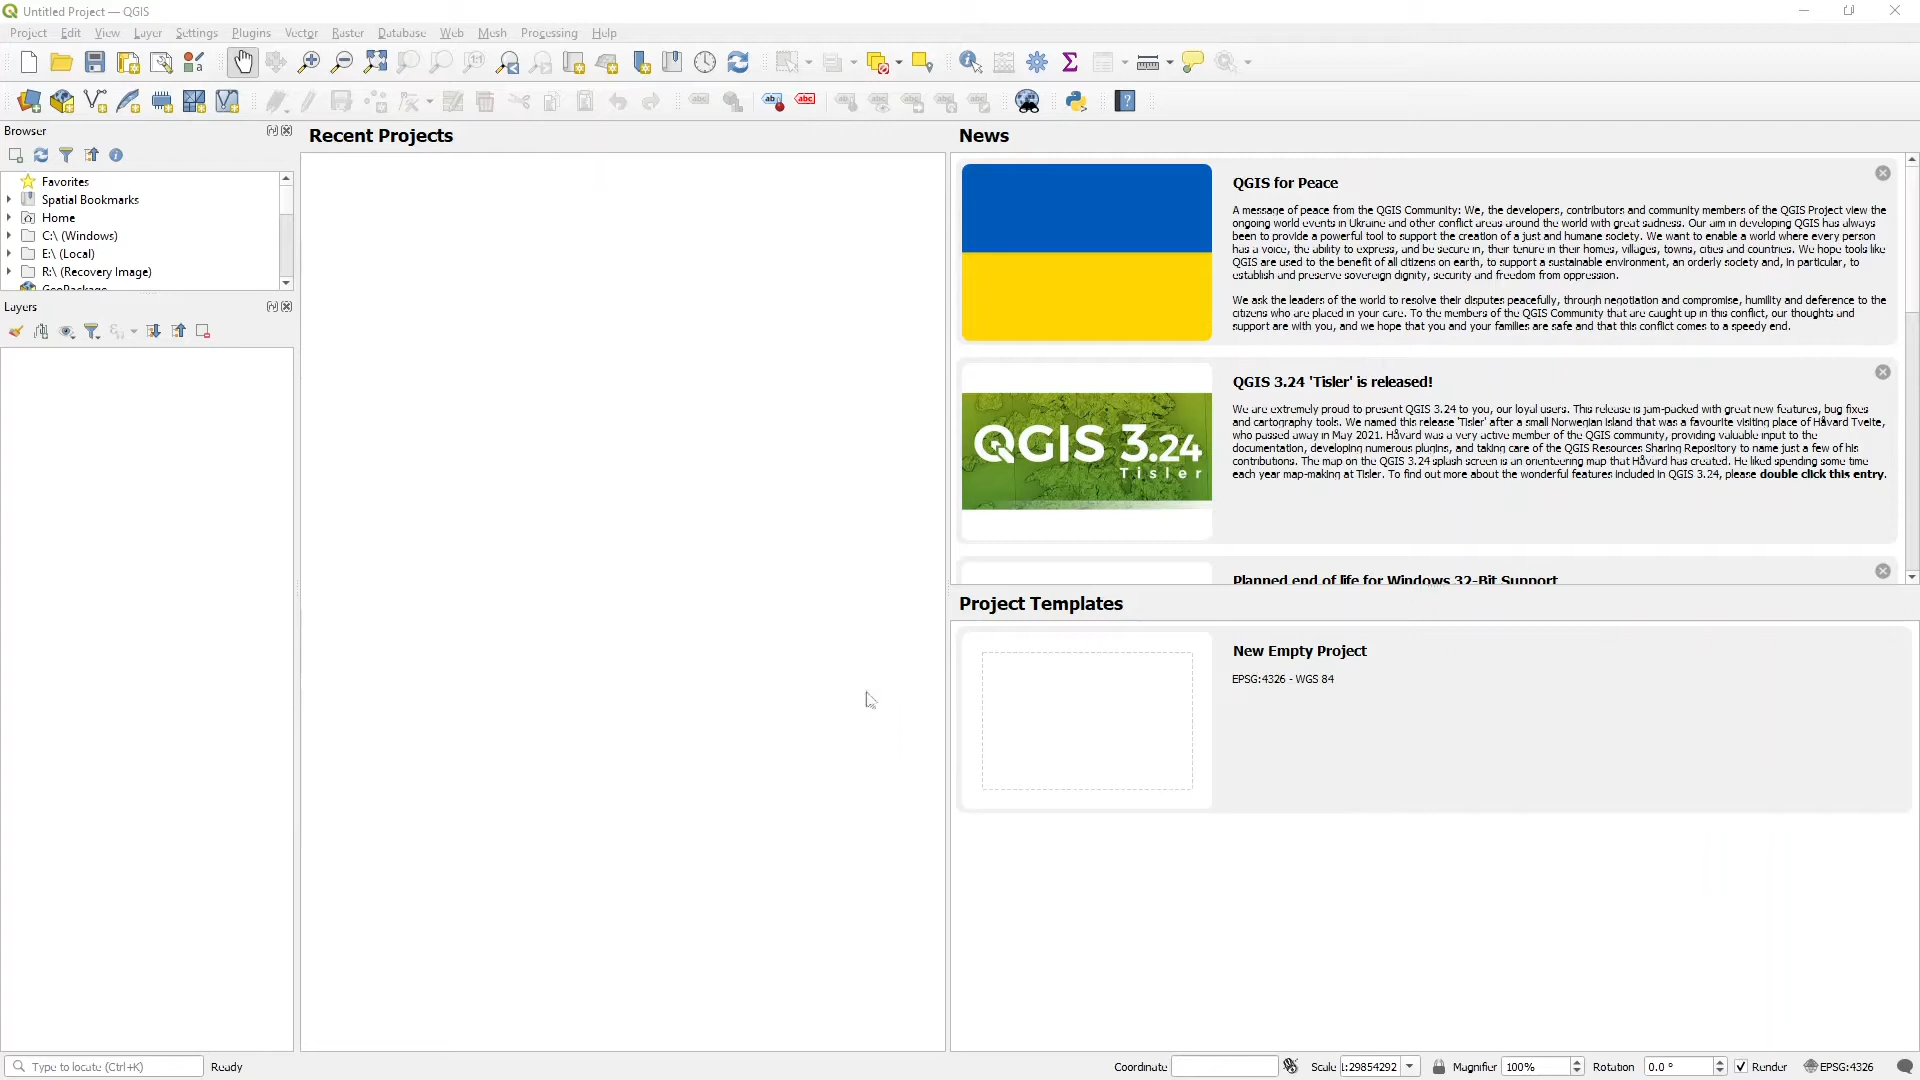 Untitled Project — QGIS
Project Edit View Layer Settings Plugins Vector Raster Database Web Mesh Processing Help
Browser
Favorites
Spatial Bookmarks
Home
C:\ (Windows)
E:\ (Local)
R:\ (Recovery Image)
GeoPackage
Layers
Recent Projects
News
QGIS for Peace
A message of peace from the QGIS Community: We, the developers, contributors and community members of the QGIS Project view the
ongoing world events in Ukraine and other conflict areas around the world with great sadness. Our aim in developing QGIS has always
been to provide a powerful tool to support the creation of a just and humane society. We want to enable a world where every person
has a voice, the ability to express, and be secure in, their tenure in their homes, villages, towns, cities and countries. We hope tools like
QGIS are used to the benefit of all citizens on earth, to support a sustainable environment, an orderly society and, in particular, to
establish and preserve sovereign dignity, security and freedom from oppression.
We ask the leaders of the world to resolve their disputes peacefully, through negotiation and compromise, humility and deference to the
citizens who are placed in your care. To the members of the QGIS Community that are caught up in this conflict, our thoughts and
support are with you, and we hope that you and your families are safe and that this conflict comes to a speedy end.
QGIS 3.24
Tisler
QGIS 3.24 'Tisler' is released!
We are extremely proud to present QGIS 3.24 to you, our loyal users. This release is jam-packed with great new features, bug fixes
and cartography tools. We named this release 'Tisler' after a small Norwegian island that was a favourite visiting place of Håvard Tveite,
who passed away in May 2021. Håvard was a very active member of the QGIS community, providing valuable input to the
documentation, developing numerous plugins, and taking care of the QGIS Resources Sharing Repository to name just a few of his
contributions. The map on the QGIS 3.24 splash screen is an orienteering map that Håvard has created. He liked spending some time
each year map-making at Tisler. To find out more about the wonderful features included in QGIS 3.24, please double click this entry.
Planned end of life for Windows 32-Bit Support
Project Templates
New Empty Project
EPSG:4326 - WGS 84
Type to locate (Ctrl+K) Ready Coordinate Scale 1:29854292 Magnifier 100% Rotation 0.0 ° Render EPSG:4326